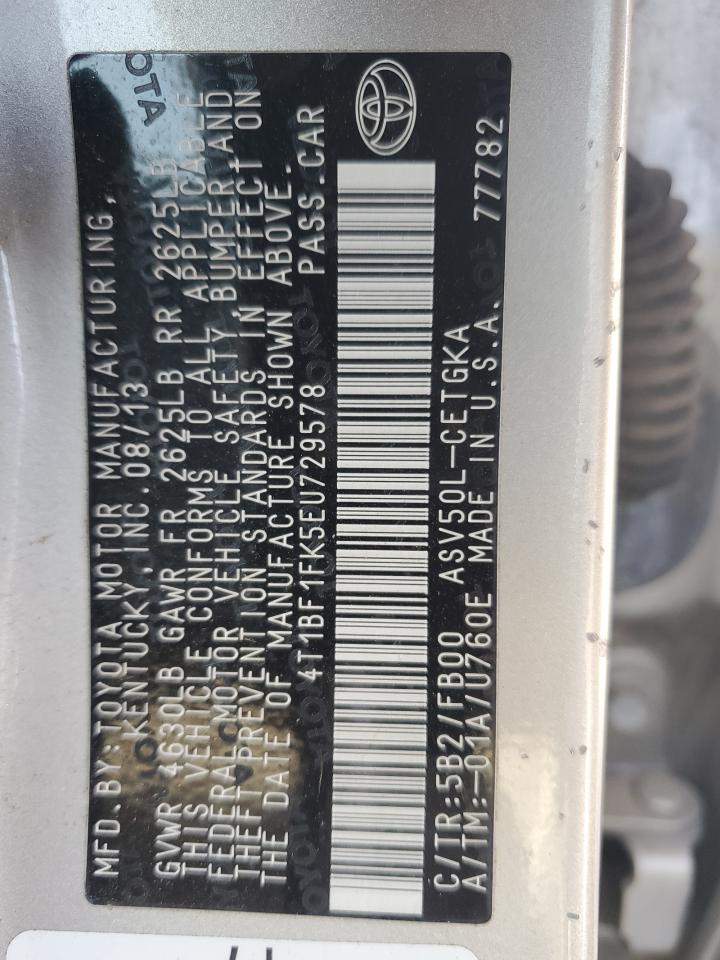 MFD.BY:TOYOTA MOTOR MANUFACTURING,
KENTUCKY,INC.08/13
GVWR 4630LB GAWR FR 2625LB RR 2625LB
THIS VEHICLE CONFORMS TO ALL APPLICABLE
FEDERAL MOTOR VEHICLE SAFETY,BUMPER,AND
THEFT PREVENTION STANDARDS IN EFFECT ON
THE DATE OF MANUFACTURE SHOWN ABOVE.
4T1BF1FK5EU729578 PASS.CAR
C/TR:5B2/FB00 ASV50L-CETGKA
A/TM:-01A/U760E MADE IN U.S.A. 77782